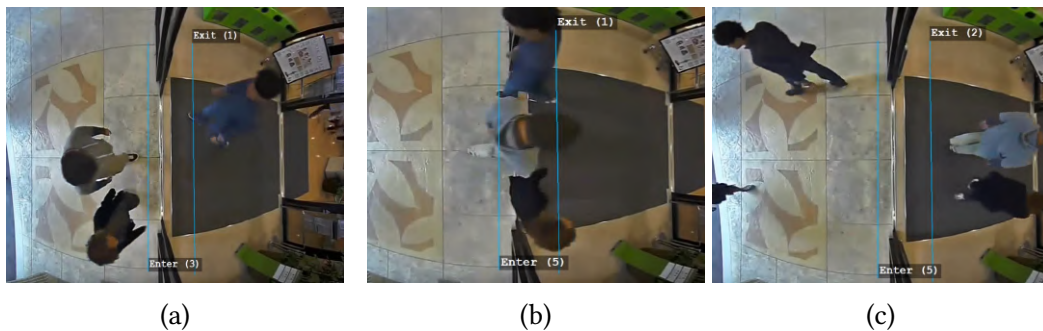 Exit (1)
Enter (3)
(a)
Exit (1)
Enter (5)
(b)
Exit (2)
Enter (5)
(c)